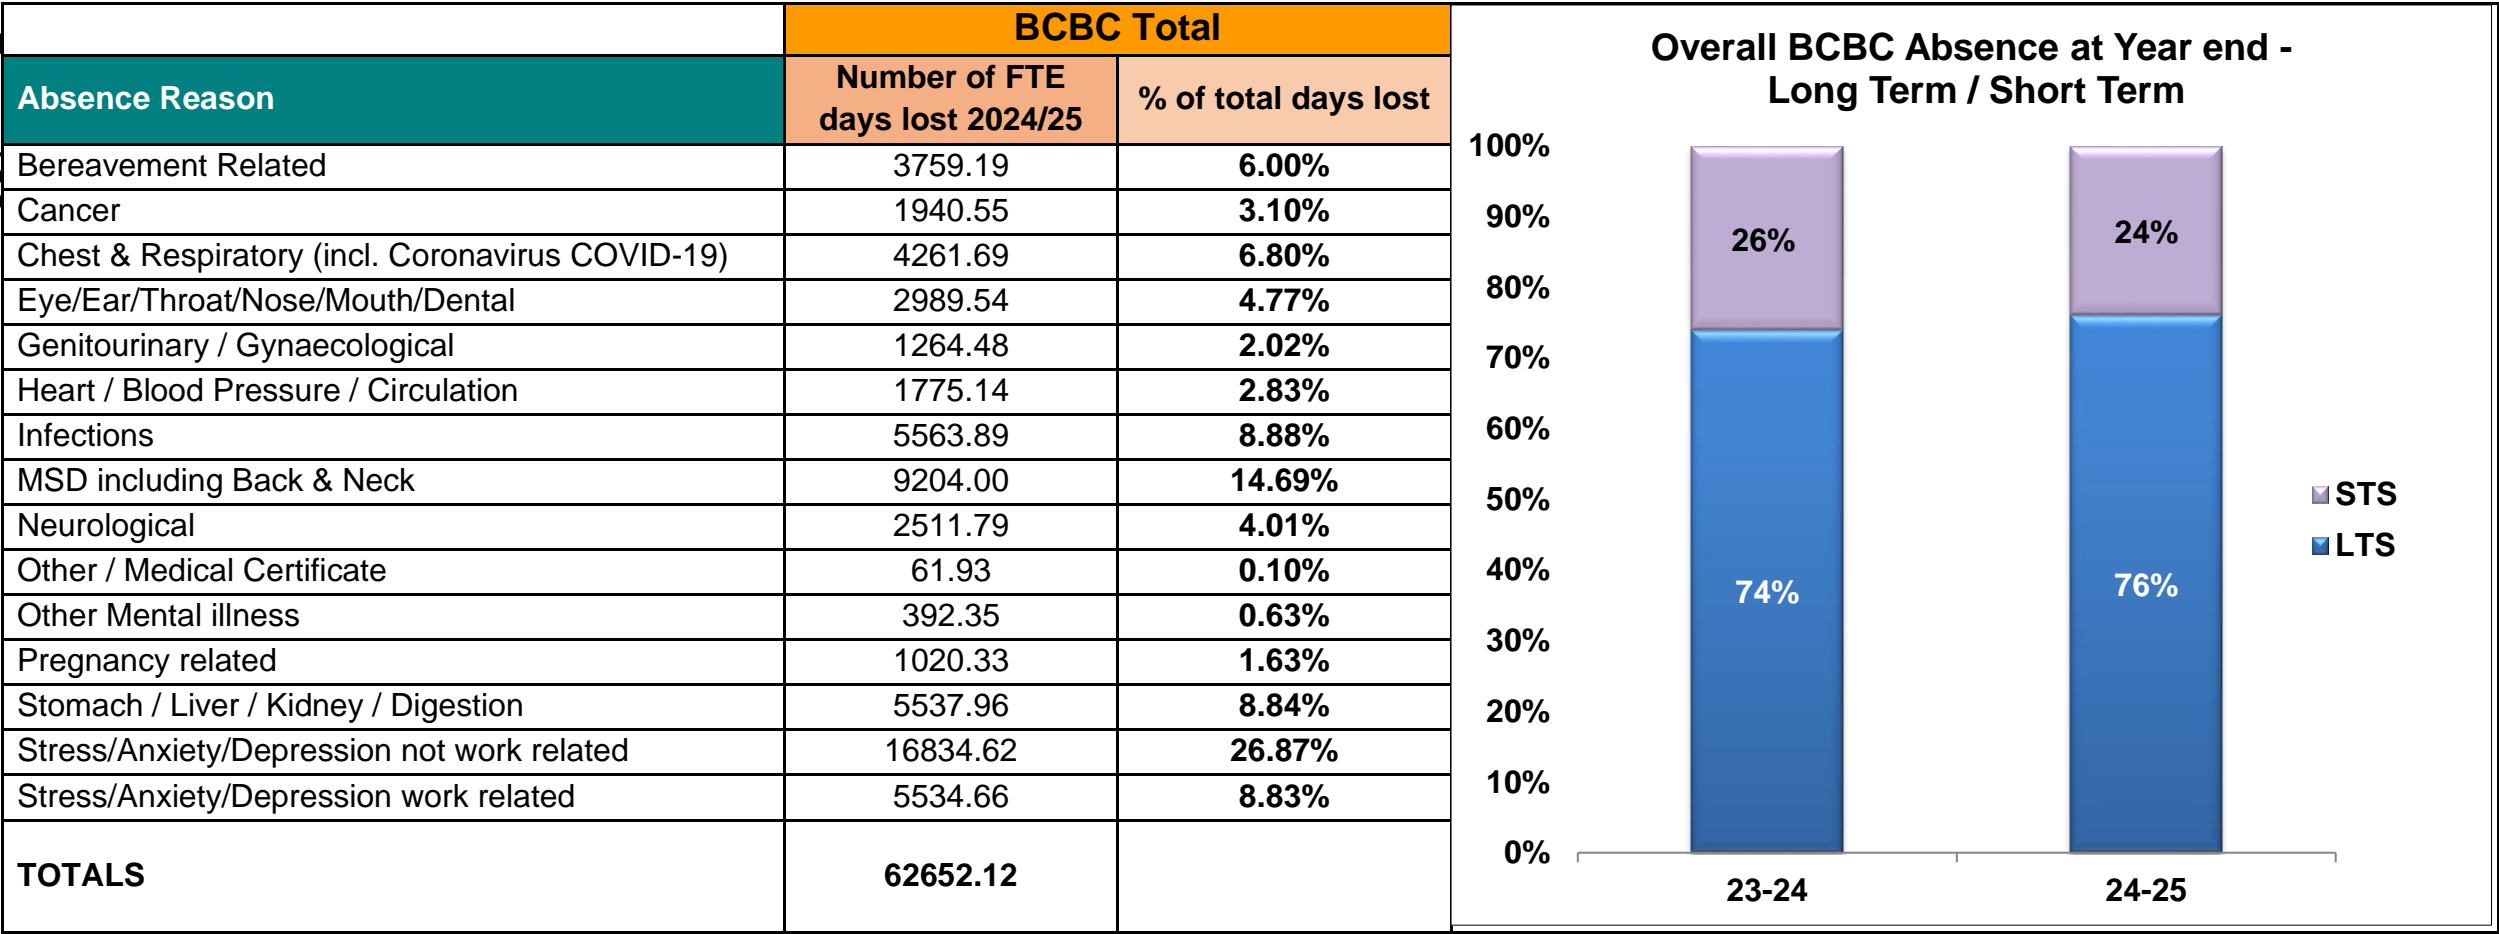 BCBC Total
Absence Reason
Number of FTE
days lost 2024/25
% of total days lost
Bereavement Related 3759.19 6.00%
Cancer 1940.55 3.10%
Chest & Respiratory (incl. Coronavirus COVID-19) 4261.69 6.80%
Eye/Ear/Throat/Nose/Mouth/Dental 2989.54 4.77%
Genitourinary / Gynaecological 1264.48 2.02%
Heart / Blood Pressure / Circulation 1775.14 2.83%
Infections 5563.89 8.88%
MSD including Back & Neck 9204.00 14.69%
Neurological 2511.79 4.01%
Other / Medical Certificate 61.93 0.10%
Other Mental illness 392.35 0.63%
Pregnancy related 1020.33 1.63%
Stomach / Liver / Kidney / Digestion 5537.96 8.84%
Stress/Anxiety/Depression not work related 16834.62 26.87%
Stress/Anxiety/Depression work related 5534.66 8.83%
TOTALS 62652.12
Overall BCBC Absence at Year end -
Long Term / Short Term
100%
90%
80%
70%
60%
50%
40%
30%
20%
10%
0%
26%
24%
74%
76%
STS
LTS
23-24
24-25